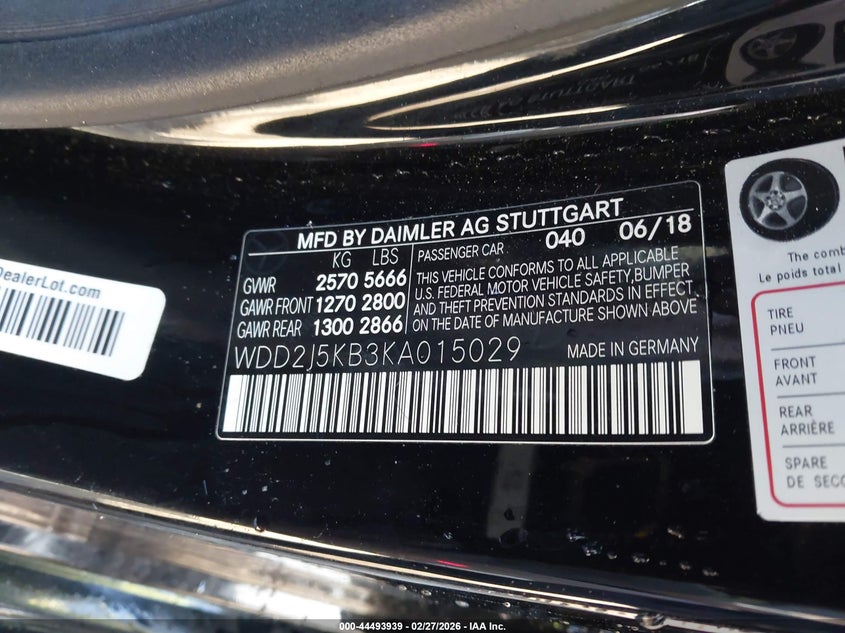 MFD BY DAIMLER AG STUTTGART
KG LBS
GVWR 2570 5666
GAWR FRONT 1270 2800
GAWR REAR 1300 2866
PASSENGER CAR 040 06/18
THIS VEHICLE CONFORMS TO ALL APPLICABLE
U.S. FEDERAL MOTOR VEHICLE SAFETY,BUMPER
AND THEFT PREVENTION STANDARDS IN EFFECT
ON THE DATE OF MANUFACTURE SHOWN ABOVE
WDD2J5KB3KA015029 MADE IN GERMANY
DealerLot.com
The comb
Le poids total
TIRE
PNEU
FRONT
AVANT
REAR
ARRIÈRE
SPARE
DE SECO
000-44493939 - 02/27/2026 - IAA Inc.